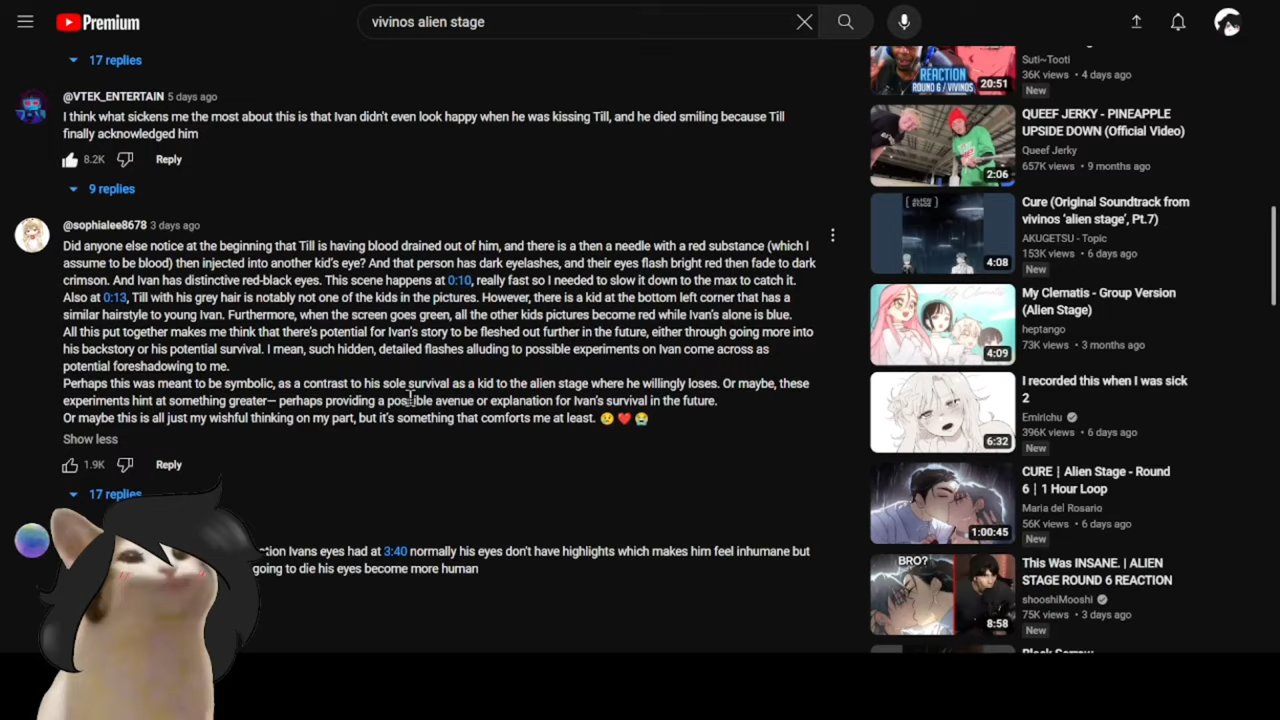 Premium
vivinos alien stage
17 replies
@VTEK_ENTERTAIN 5 days ago
I think what sickens me the most about this is that Ivan didn't even look happy when he was kissing Till, and he died smiling because Till
finally acknowledged him
8.2K Reply
9 replies
@sophialee8678 3 days ago
Did anyone else notice at the beginning that Till is having blood drained out of him, and there is a then a needle with a red substance (which I
assume to be blood) then injected into another kid's eye? And that person has dark eyelashes, and their eyes flash bright red then fade to dark
crimson. And Ivan has distinctive red-black eyes. This scene happens at 0:10, really fast so I needed to slow it down to the max to catch it.
Also at 0:13, Till with his grey hair is notably not one of the kids in the pictures. However, there is a kid at the bottom left corner that has a
similar hairstyle to young Ivan. Furthermore, when the screen goes green, all the other kids pictures become red while Ivan's alone is blue.
All this put together makes me think that there's potential for Ivan's story to be fleshed out further in the future, either through going more into
his backstory or his potential survival. I mean, such hidden, detailed flashes alluding to possible experiments on Ivan come across as
potential foreshadowing to me.
Perhaps this was meant to be symbolic, as a contrast to his sole survival as a kid to the alien stage where he willingly loses. Or maybe, these
experiments hint at something greater— perhaps providing a possible avenue or explanation for Ivan's survival in the future.
Or maybe this is all just my wishful thinking on my part, but it's something that comforts me at least. 😢❤️😭
Show less
1.9K Reply
17 replies
ction Ivans eyes had at 3:40 normally his eyes don't have highlights which makes him feel inhumane but
going to die his eyes become more human
REACTION
ROUND 6 / VIVINOS
20:51
Suti~Tooti
36K views • 4 days ago
New
2:06
QUEEF JERKY - PINEAPPLE
UPSIDE DOWN (Official Video)
Queef Jerky
657K views • 9 months ago
[ALIEN STAGE]
4:08
Cure (Original Soundtrack from
vivinos 'alien stage', Pt.7)
AKUGETSU - Topic
153K views • 6 days ago
New
My Clematis
4:09
My Clematis - Group Version
(Alien Stage)
heptango
73K views • 3 months ago
6:32
I recorded this when I was sick
2
Emirichu
396K views • 6 days ago
New
1:00:45
CURE | Alien Stage - Round
6 | 1 Hour Loop
Maria del Rosario
56K views • 6 days ago
New
BRO?
8:58
This Was INSANE. | ALIEN
STAGE ROUND 6 REACTION
shooshiMooshi
75K views • 3 days ago
New